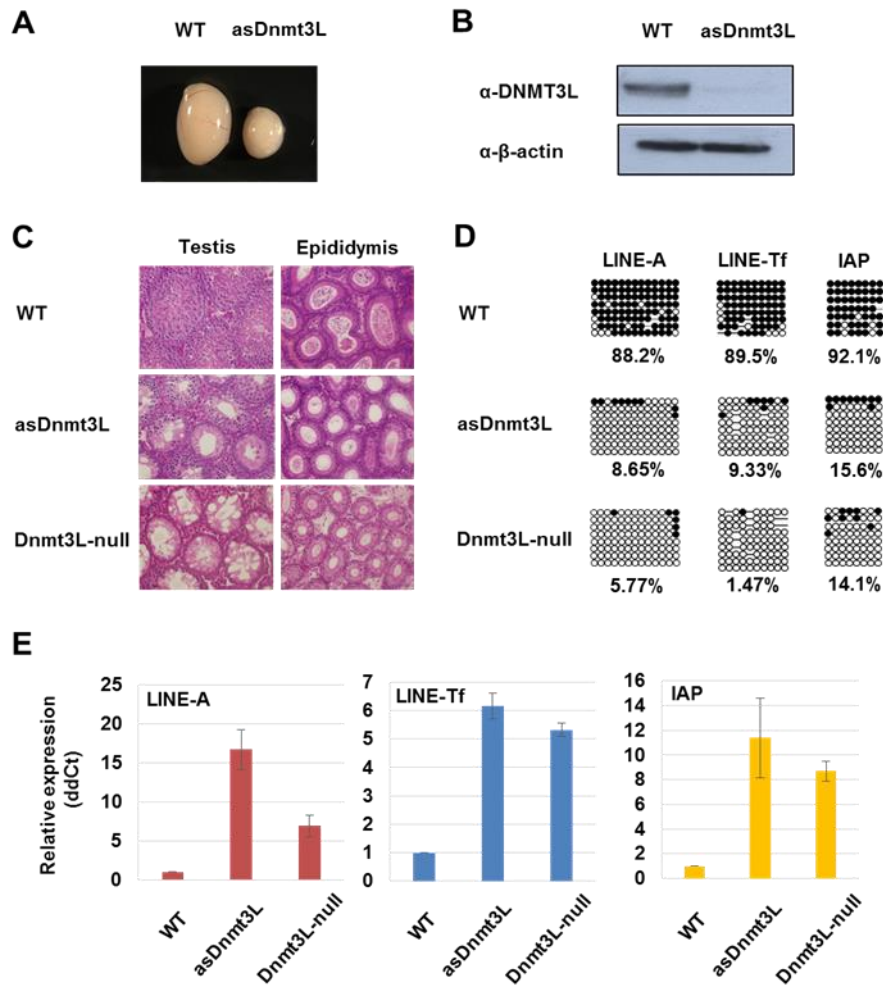 A
WT asDnmt3L
B
WT asDnmt3L
α-DNMT3L
α-β-actin
C
Testis Epididymis
WT
asDnmt3L
Dnmt3L-null
D
LINE-A LINE-Tf IAP
88.2% 89.5% 92.1%
asDnmt3L
8.65% 9.33% 15.6%
Dnmt3L-null
5.77% 1.47% 14.1%
WT
E
Relative expression
(ddCt)
LINE-A
25
20
15
10
5
0
WT
asDnmt3L
Dnmt3L-null
LINE-Tf
7
6
5
4
3
2
1
0
WT
asDnmt3L
Dnmt3L-null
IAP
16
14
12
10
8
6
4
2
0
WT
asDnmt3L
Dnmt3L-null